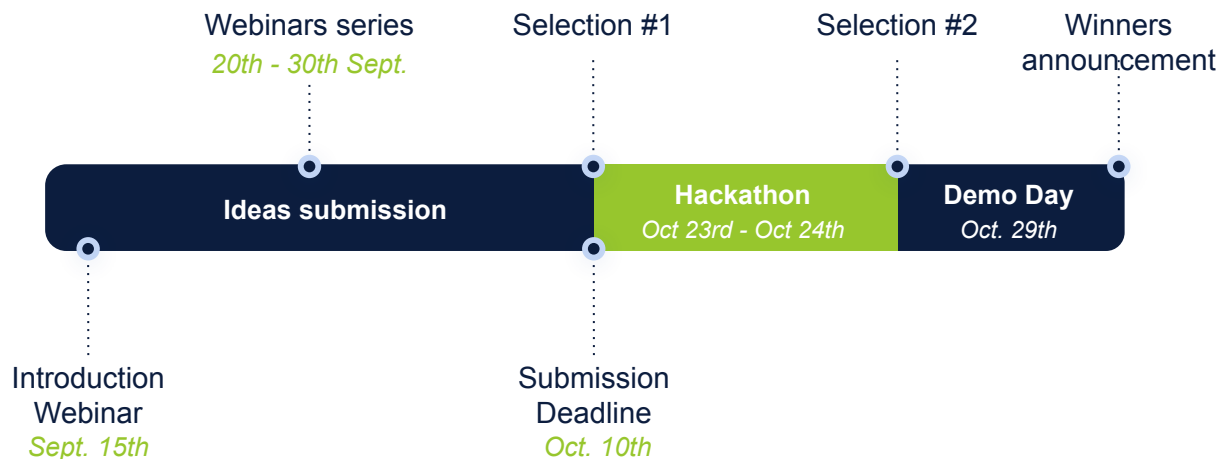 Webinars series
20th - 30th Sept.
Selection #1
Selection #2
Winners
announcement
Ideas submission
Hackathon
Oct 23rd - Oct 24th
Demo Day
Oct. 29th
Introduction
Webinar
Sept. 15th
Submission
Deadline
Oct. 10th